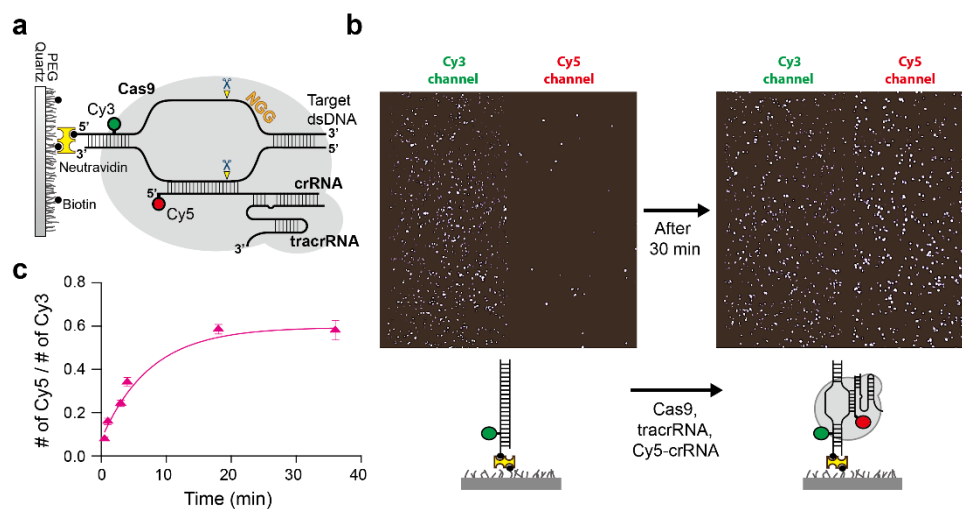 a
PEG
Quartz
Cy3
Cas9
NGG
Target
dsDNA
5’
3’
3’
5’
Neutravidin
5’
crRNA
Biotin
Cy5
3’
tracrRNA
b
Cy3
channel
Cy5
channel
After
30 min
Cy3
channel
Cy5
channel
Cas9,
tracrRNA,
Cy5-crRNA
c
# of Cy5 / # of Cy3
0.8
0.6
0.4
0.2
0.0
0
10
20
30
40
Time (min)